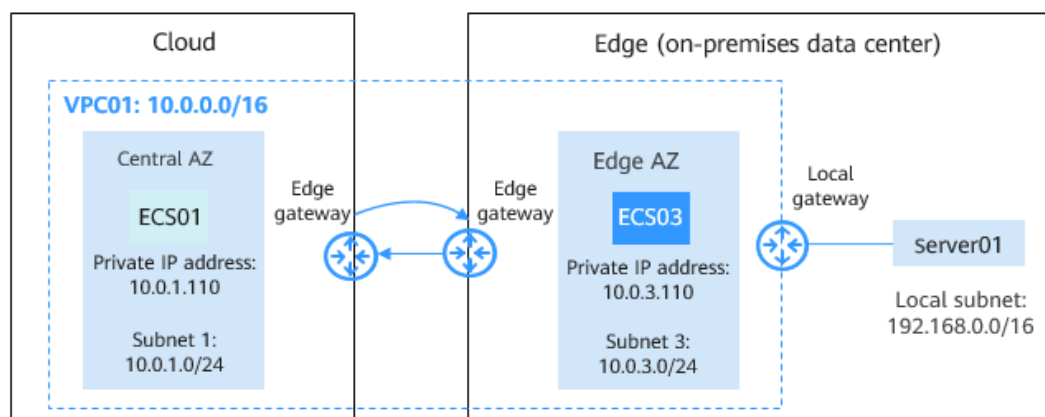 Cloud
Edge (on-premises data center)
VPC01: 10.0.0.0/16
Central AZ
ECS01
Private IP address:
10.0.1.110
Subnet 1:
10.0.1.0/24
Edge
gateway
Edge
gateway
Edge AZ
ECS03
Private IP address:
10.0.3.110
Subnet 3:
10.0.3.0/24
Local
gateway
Server01
Local subnet:
192.168.0.0/16